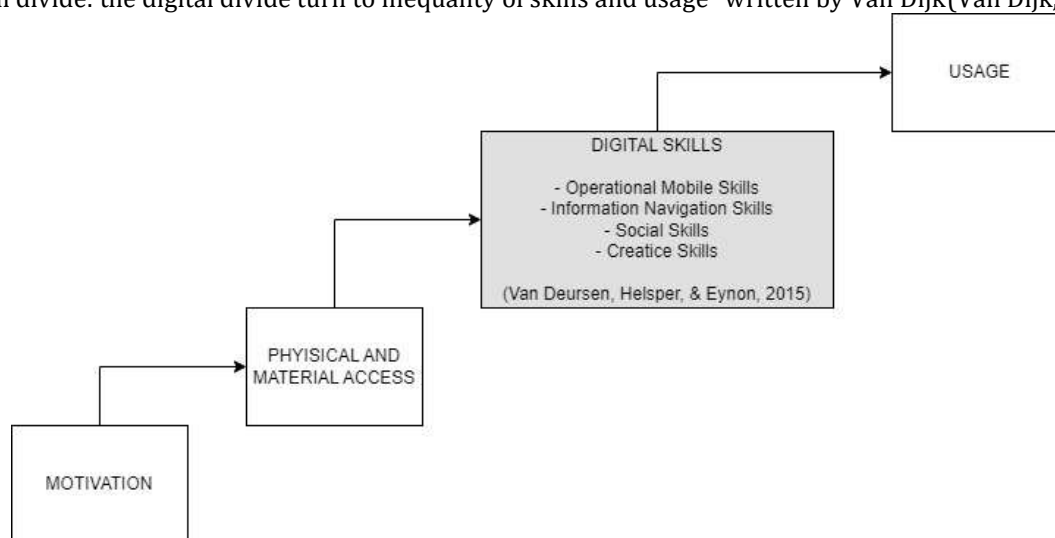 divide: the digital divide turn to inequality of skills and usage" written by Van Dijk(Van Dijk,
USAGE
DIGITAL SKILLS
- Operational Mobile Skills
- Information Navigation Skills
- Social Skills
- Creatice Skills
(Van Deursen, Helsper, & Eynon, 2015)
PHYISICAL AND
MATERIAL ACCESS
MOTIVATION